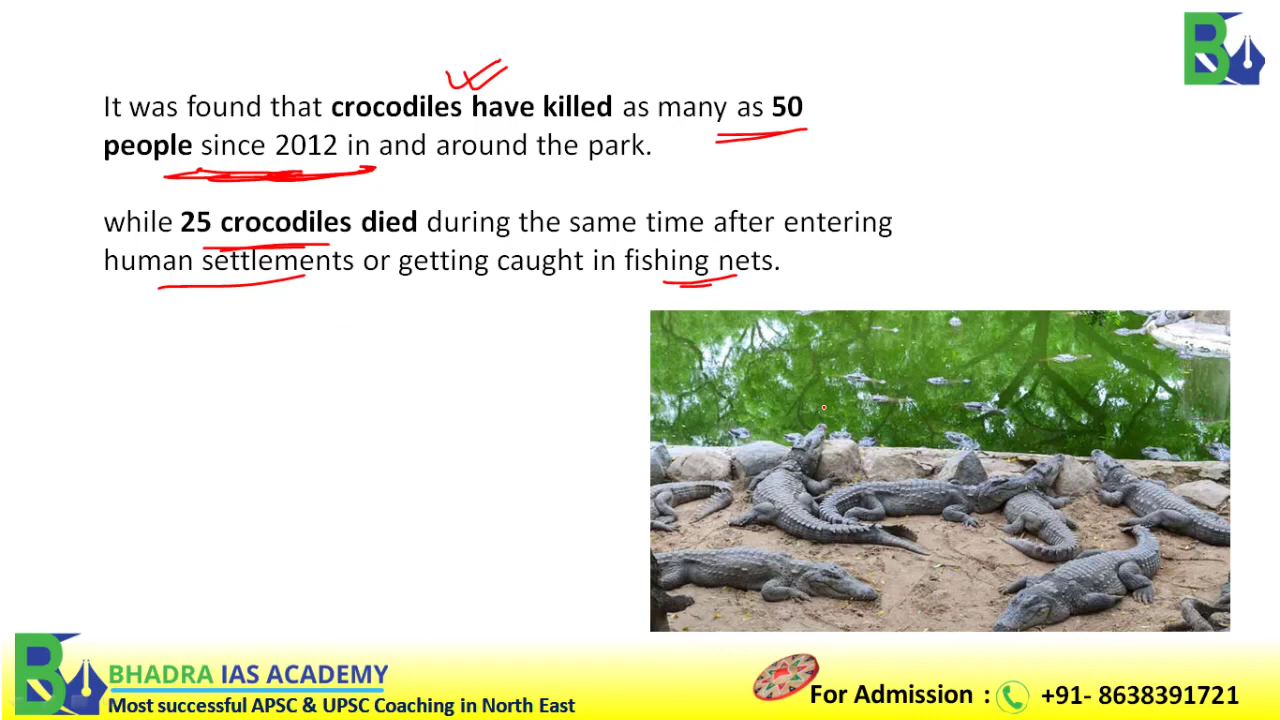 It was found that crocodiles have killed as many as 50
people since 2012 in and around the park.
while 25 crocodiles died during the same time after entering
human settlements or getting caught in fishing nets.
BHADRA IAS ACADEMY
Most successful APSC & UPSC Coaching in North East
For Admission : +91- 8638391721